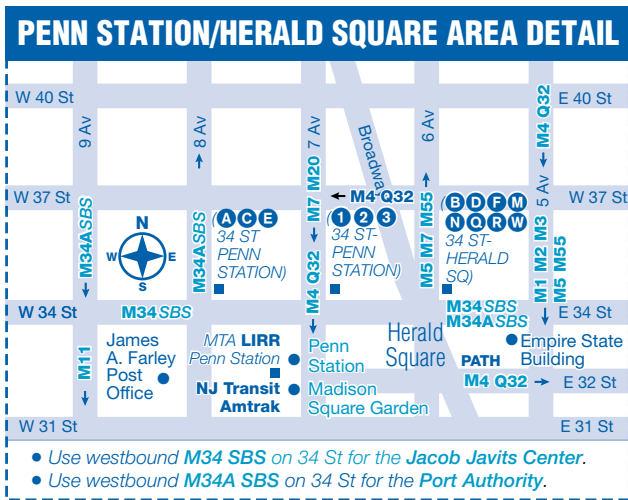 PENN STATION/HERALD SQUARE AREA DETAIL
W 40 St
E 40 St
9 Av
8 Av
7 Av
Broadway
6 Av
5 Av
M4 Q32
W 37 St
W 37 St
M7 M20
M4 Q32
M34A SBS
M34A SBS
M5 M7 M55
N
W E
S
(A C E
34 ST
PENN
STATION)
(1 2 3
34 ST-
PENN
STATION)
(B D F M
N Q R W
34 ST-
HERALD
SQ)
M4 Q32
M1 M2 M3
M5 M55
W 34 St
M34 SBS
M34 SBS
M34A SBS
E 34 St
M11
James
A. Farley
Post
Office
MTA LIRR
Penn Station
NJ Transit
Amtrak
Penn
Station
Madison
Square Garden
Herald
Square
PATH
Empire State
Building
M4 Q32
E 32 St
W 31 St
E 31 St
• Use westbound M34 SBS on 34 St for the Jacob Javits Center.
• Use westbound M34A SBS on 34 St for the Port Authority.